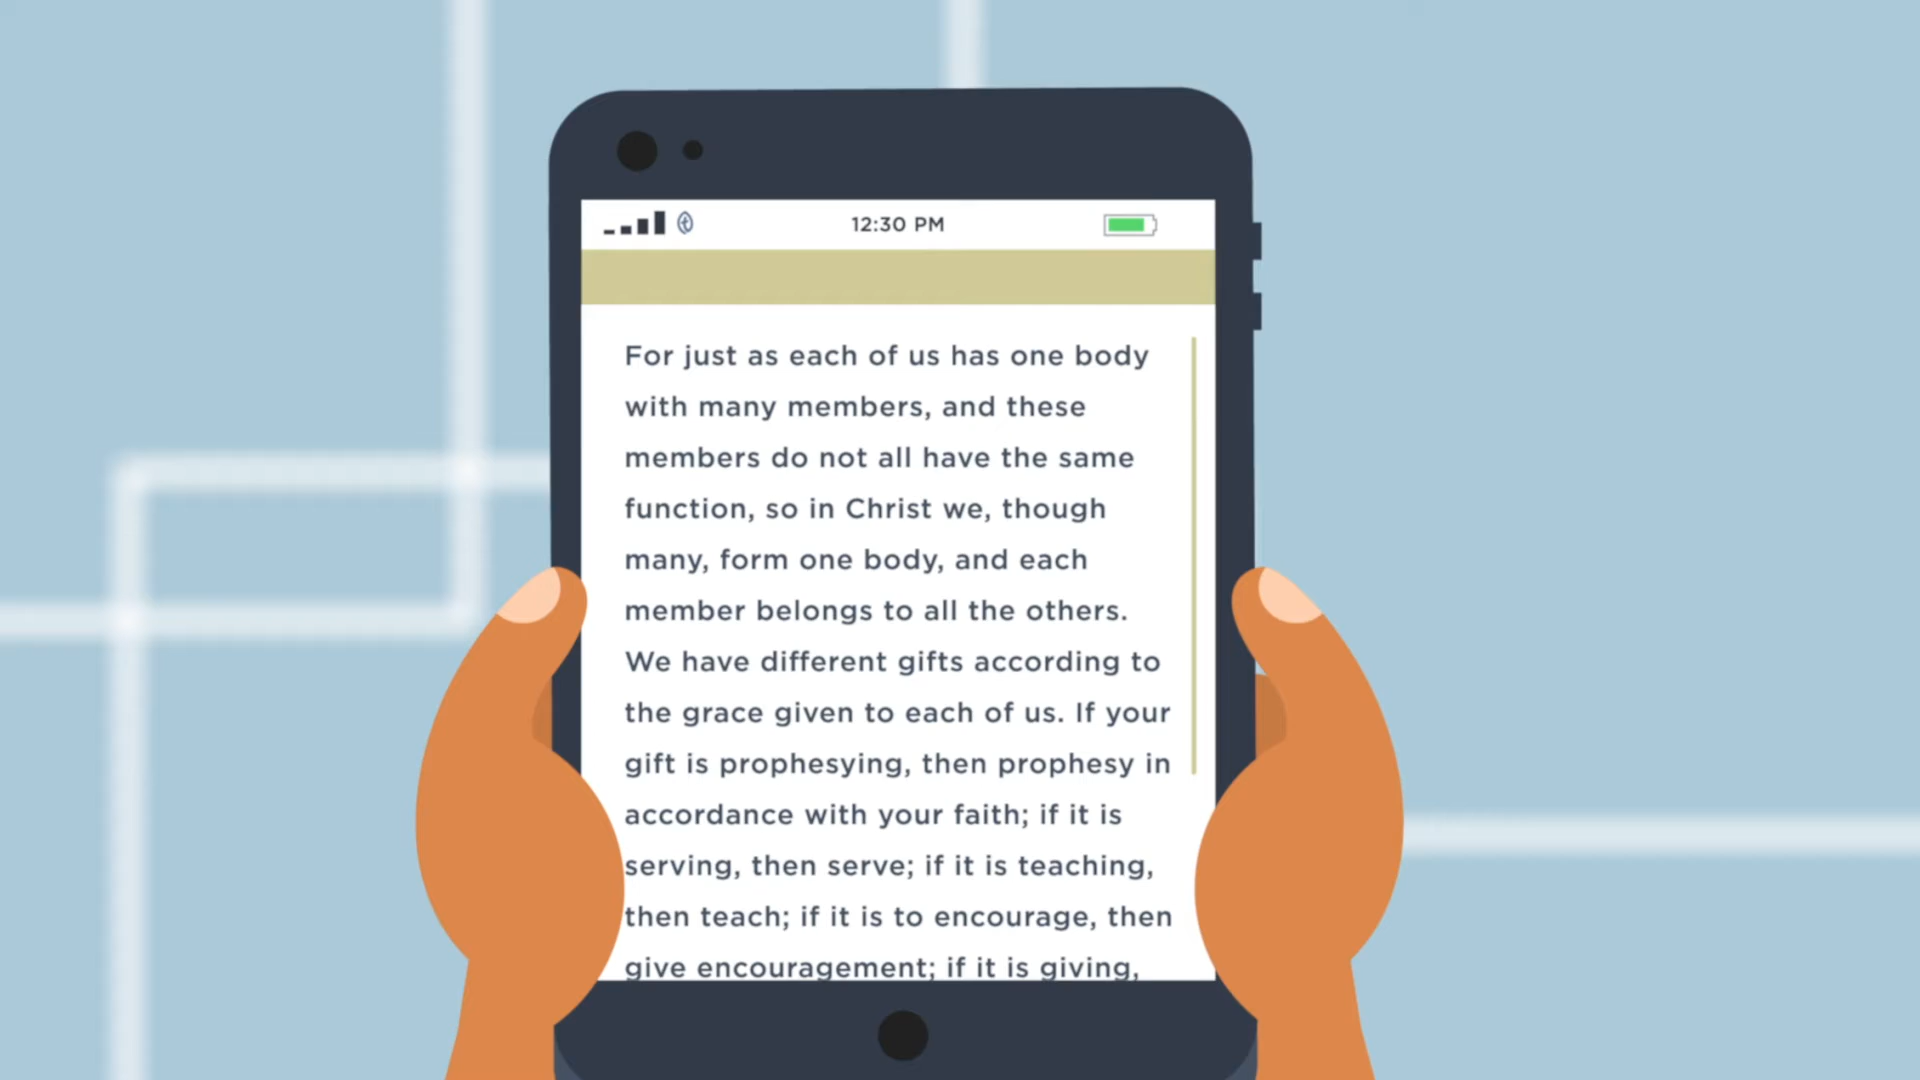 12:30 PM
For just as each of us has one body
with many members, and these
members do not all have the same
function, so in Christ we, though
many, form one body, and each
member belongs to all the others.
We have different gifts according to
the grace given to each of us. If your
gift is prophesying, then prophesy in
accordance with your faith; if it is
serving, then serve; if it is teaching,
then teach; if it is to encourage, then
give encouragement; if it is giving,